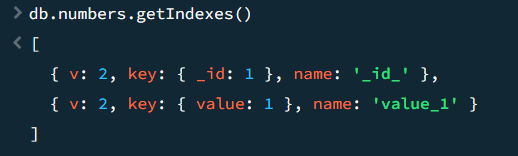 > db.numbers.getIndexes()
< [
{ v: 2, key: { _id: 1 }, name: '_id_' },
{ v: 2, key: { value: 1 }, name: 'value_1' }
]